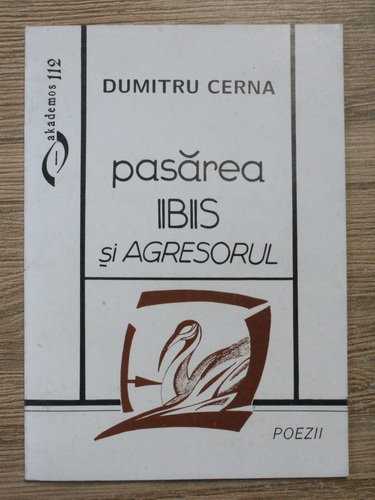 akademos 112
DUMITRU CERNA
pasărea
IBIS
și AGRESORUL
POEZII